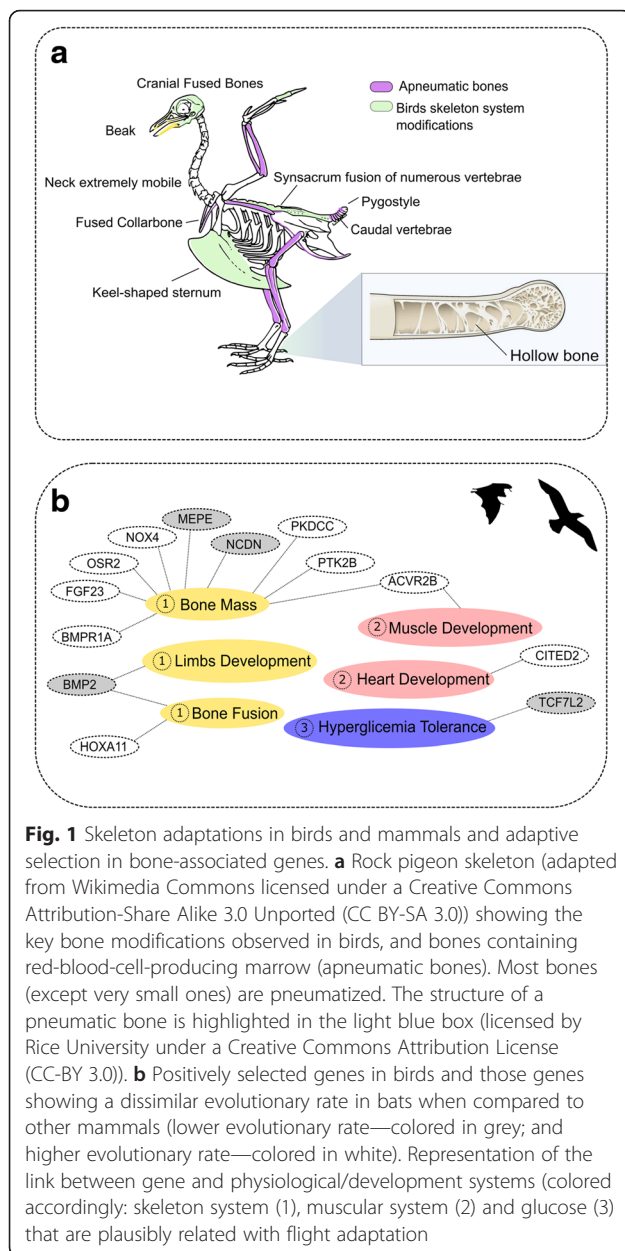 a
Cranial Fused Bones
Apneumatic bones
Birds skeleton system
modifications
Beak
Synsacrum fusion of numerous vertebrae
Neck extremely mobile
Pygostyle
Fused Collarbone
Caudal vertebrae
Keel-shaped sternum
Hollow bone
b
MEPE
PKDCC
NOX4
NCDN
OSR2
PTK2B
ACVR2B
FGF23
1 Bone Mass
BMPR1A
2 Muscle Development
1 Limbs Development
CITED2
BMP2
2 Heart Development
TCF7L2
1 Bone Fusion
3 Hyperglicemia Tolerance
HOXA11
Fig. 1 Skeleton adaptations in birds and mammals and adaptive
selection in bone-associated genes. a Rock pigeon skeleton (adapted
from Wikimedia Commons licensed under a Creative Commons
Attribution-Share Alike 3.0 Unported (CC BY-SA 3.0)) showing the
key bone modifications observed in birds, and bones containing
red-blood-cell-producing marrow (apneumatic bones). Most bones
(except very small ones) are pneumatized. The structure of a
pneumatic bone is highlighted in the light blue box (licensed by
Rice University under a Creative Commons Attribution License
(CC-BY 3.0)). b Positively selected genes in birds and those genes
showing a dissimilar evolutionary rate in bats when compared to
other mammals (lower evolutionary rate—colored in grey; and
higher evolutionary rate—colored in white). Representation of the
link between gene and physiological/development systems (colored
accordingly: skeleton system (1), muscular system (2) and glucose (3)
that are plausibly related with flight adaptation